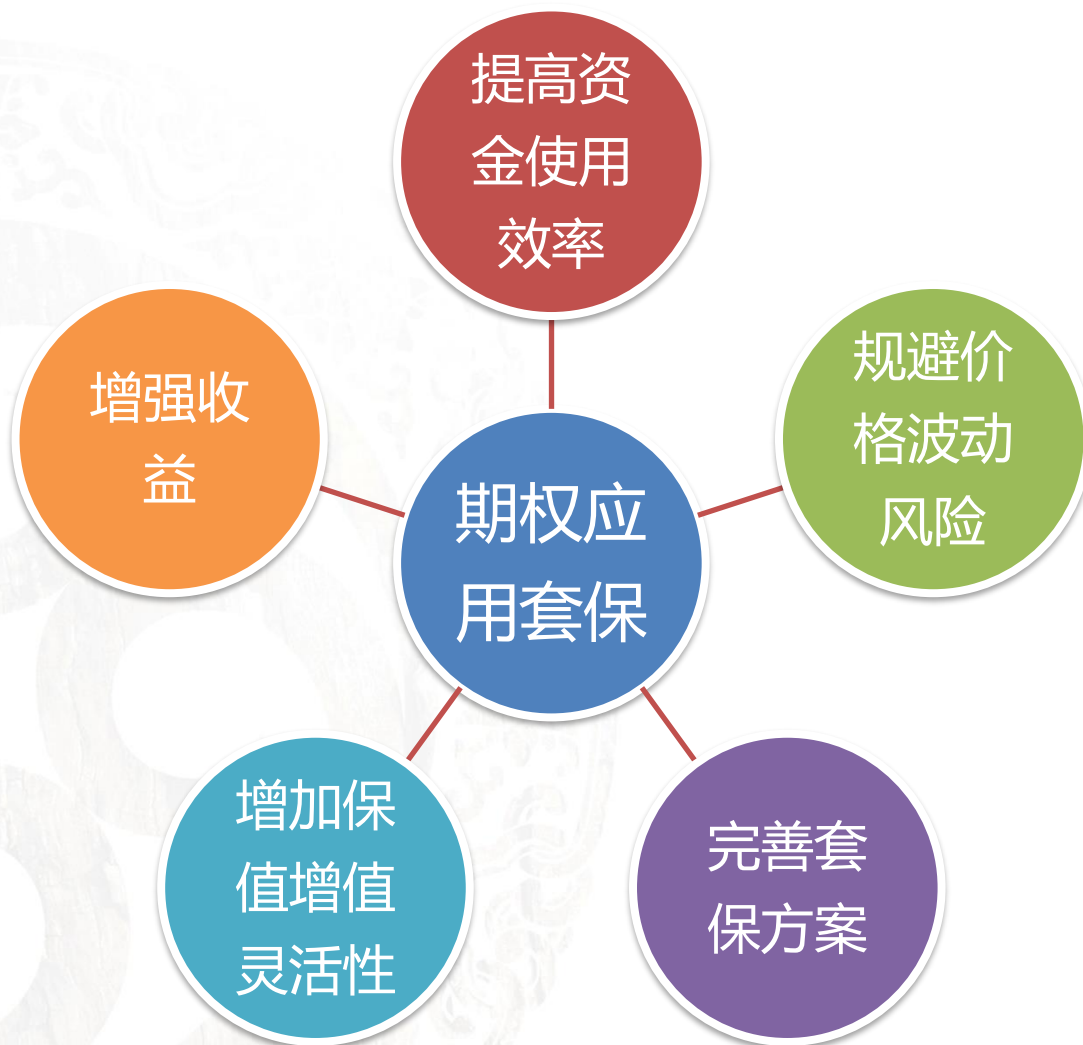 提高资
金使用
效率
规避价
格波动
风险
增强收
益
期权应
用套保
增加保
值增值
灵活性
完善套
保方案